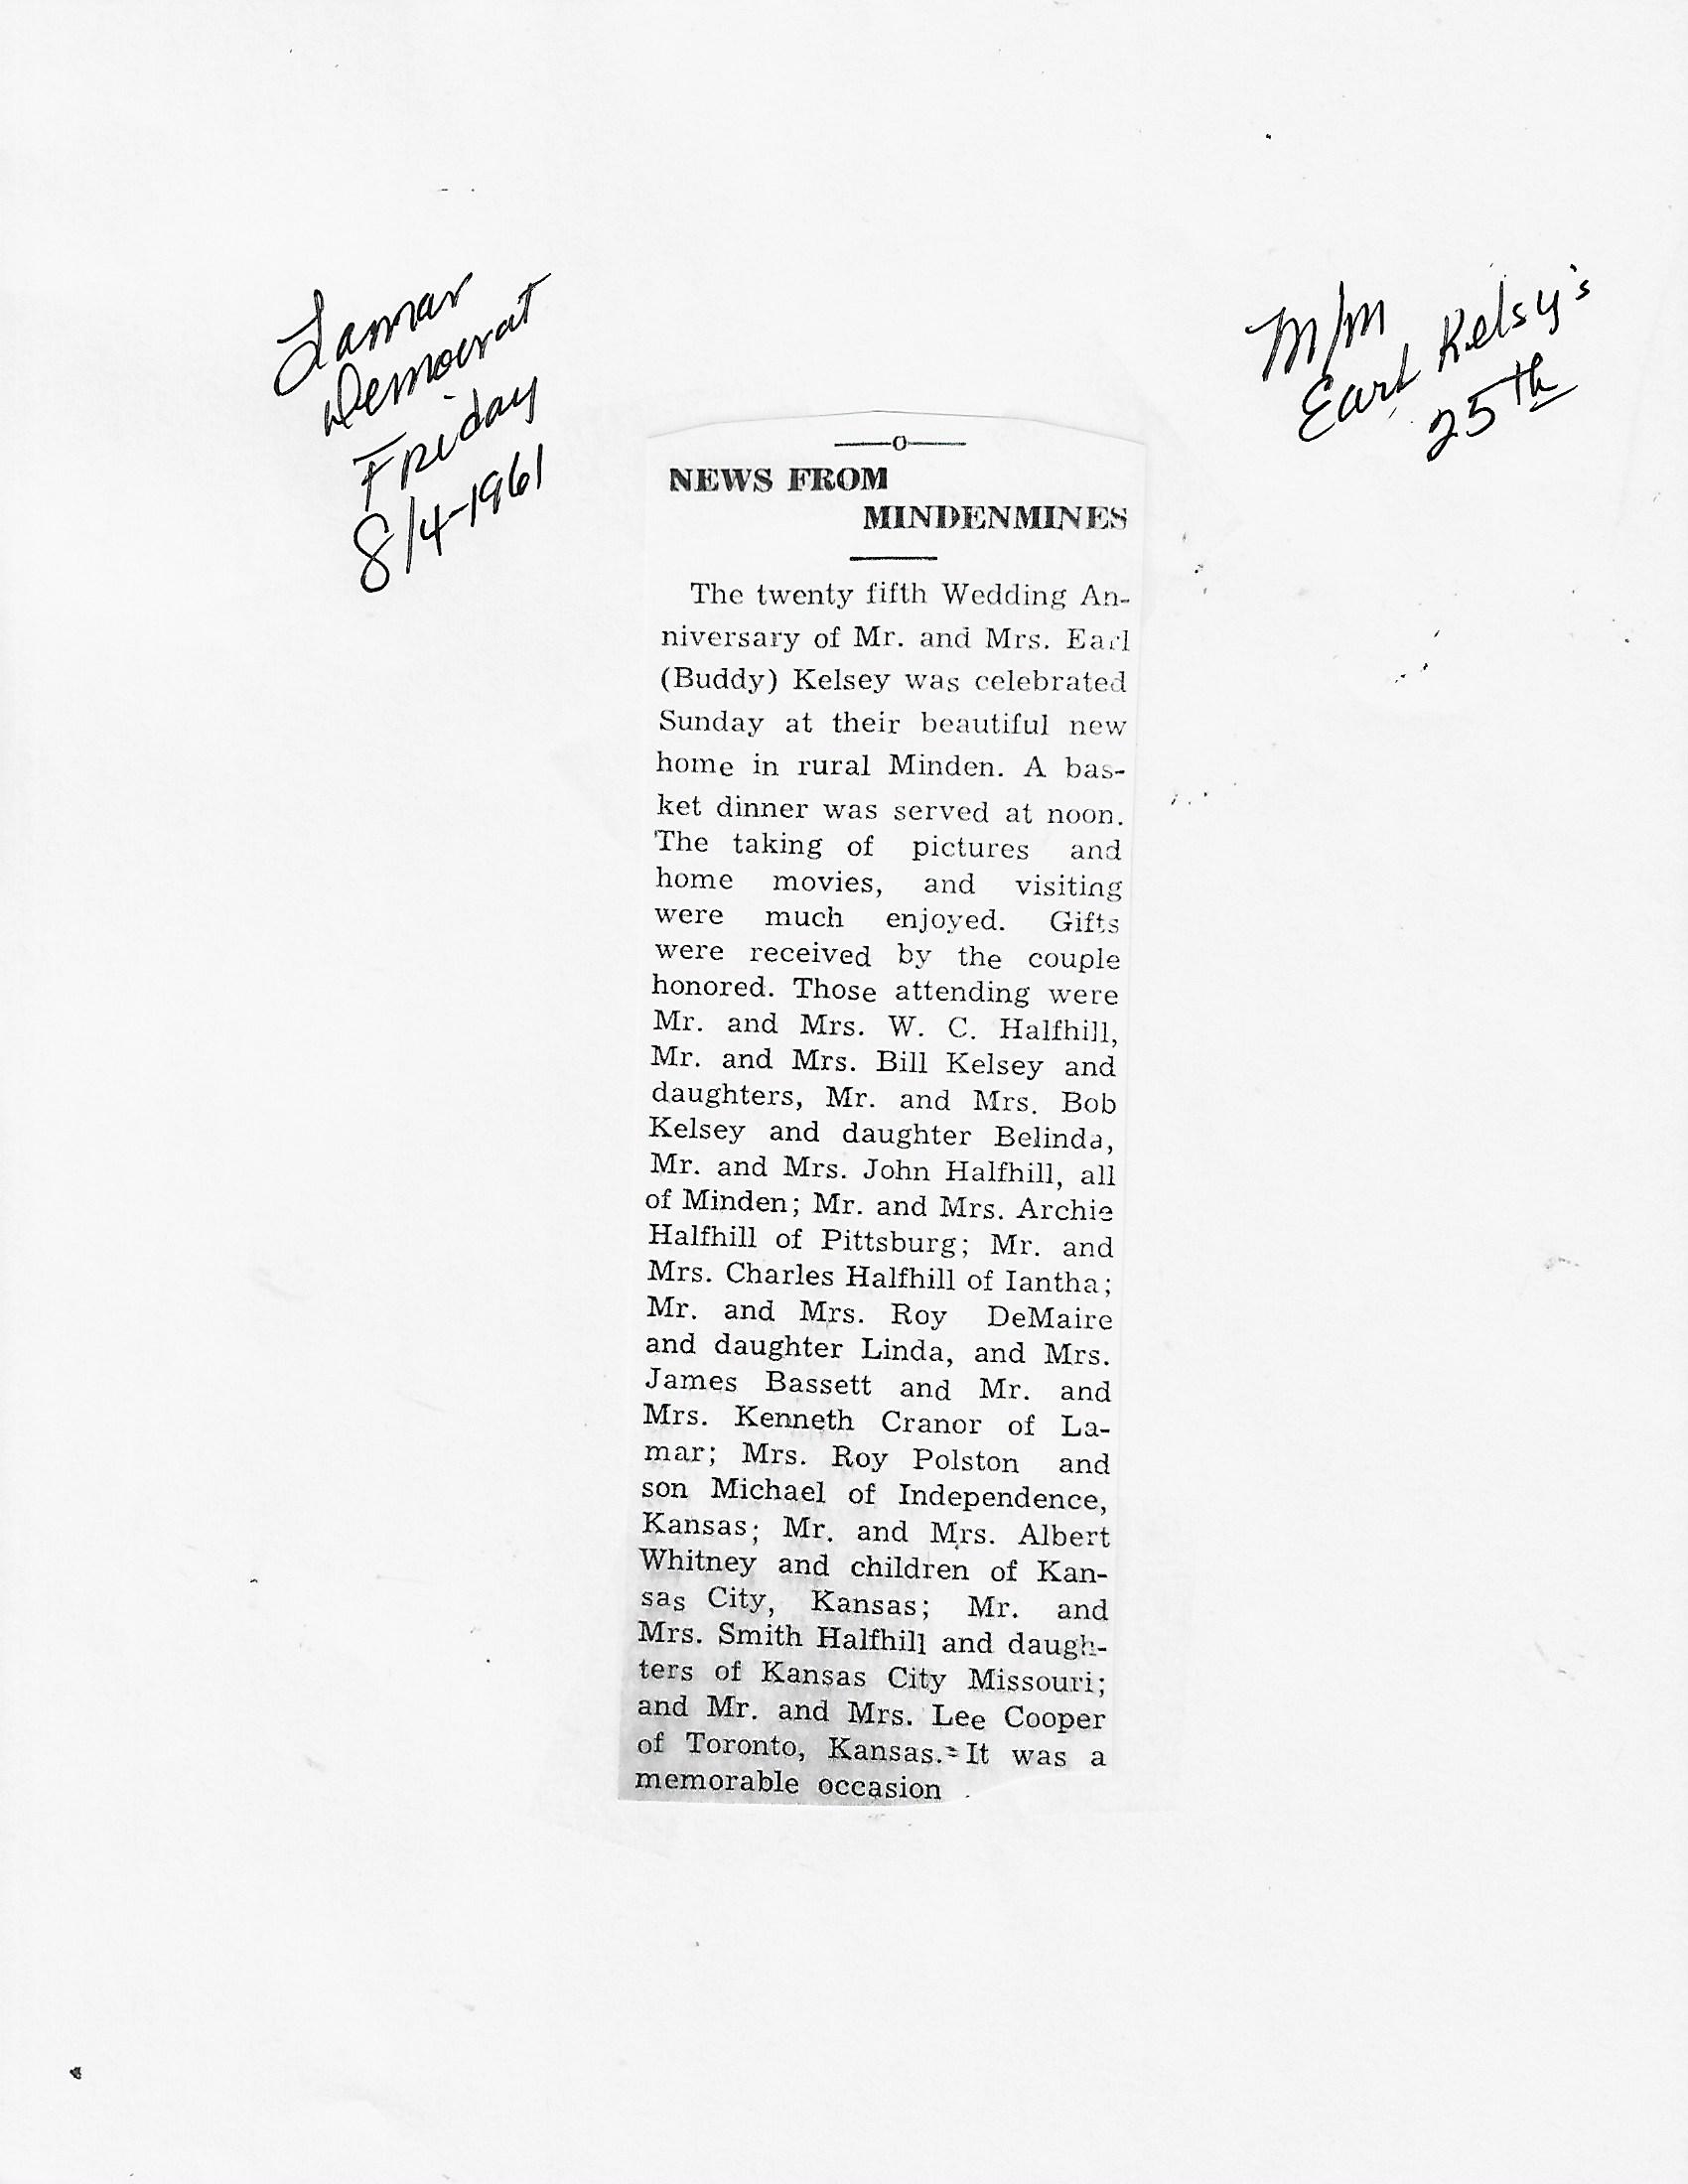 Lamar
Democrat
Friday
8/4-1961
M/M
Earl Kelsy's
25th
—o—
NEWS FROM
MINDENMINES
The twenty fifth Wedding An-
niversary of Mr. and Mrs. Earl
(Buddy) Kelsey was celebrated
Sunday at their beautiful new
home in rural Minden. A bas-
ket dinner was served at noon.
The taking of pictures and
home movies, and visiting
were much enjoyed. Gifts
were received by the couple
honored. Those attending were
Mr. and Mrs. W. C. Halfhill,
Mr. and Mrs. Bill Kelsey and
daughters, Mr. and Mrs. Bob
Kelsey and daughter Belinda,
Mr. and Mrs. John Halfhill, all
of Minden; Mr. and Mrs. Archie
Halfhill of Pittsburg; Mr. and
Mrs. Charles Halfhill of Iantha;
Mr. and Mrs. Roy DeMaire
and daughter Linda, and Mrs.
James Bassett and Mr. and
Mrs. Kenneth Cranor of La-
mar; Mrs. Roy Polston and
son Michael of Independence,
Kansas; Mr. and Mrs. Albert
Whitney and children of Kan-
sas City, Kansas; Mr. and
Mrs. Smith Halfhill and daugh-
ters of Kansas City Missouri;
and Mr. and Mrs. Lee Cooper
of Toronto, Kansas. It was a
memorable occasion